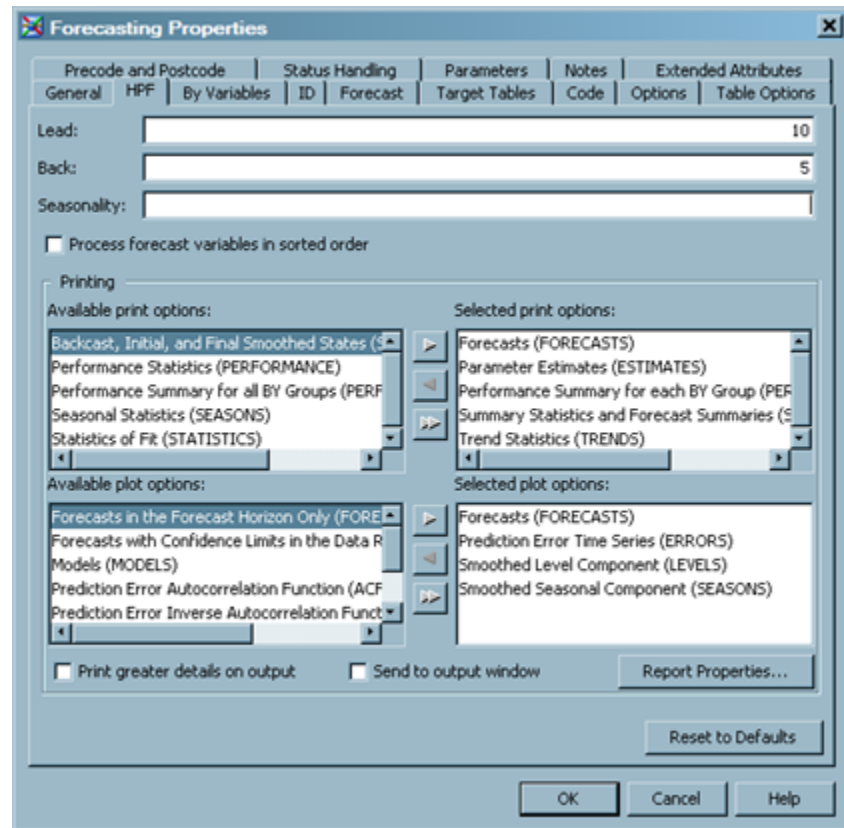 Forecasting Properties
Precode and Postcode Status Handling Parameters Notes Extended Attributes
General HPF By Variables ID Forecast Target Tables Code Options Table Options
Lead: 10
Back: 5
Seasonality:
Process forecast variables in sorted order
Printing
Available print options: Selected print options:
Backcast, Initial, and Final Smoothed States (S Forecasts (FORECASTS)
Performance Statistics (PERFORMANCE) Parameter Estimates (ESTIMATES)
Performance Summary for all BY Groups (PERF Performance Summary for each BY Group (PER
Seasonal Statistics (SEASONS) Summary Statistics and Forecast Summaries (S
Statistics of Fit (STATISTICS) Trend Statistics (TRENDS)
Available plot options: Selected plot options:
Forecasts in the Forecast Horizon Only (FORE Forecasts (FORECASTS)
Forecasts with Confidence Limits in the Data R Prediction Error Time Series (ERRORS)
Models (MODELS) Smoothed Level Component (LEVELS)
Prediction Error Autocorrelation Function (ACF Smoothed Seasonal Component (SEASONS)
Prediction Error Inverse Autocorrelation Funct
Print greater details on output Send to output window Report Properties...
Reset to Defaults
OK Cancel Help